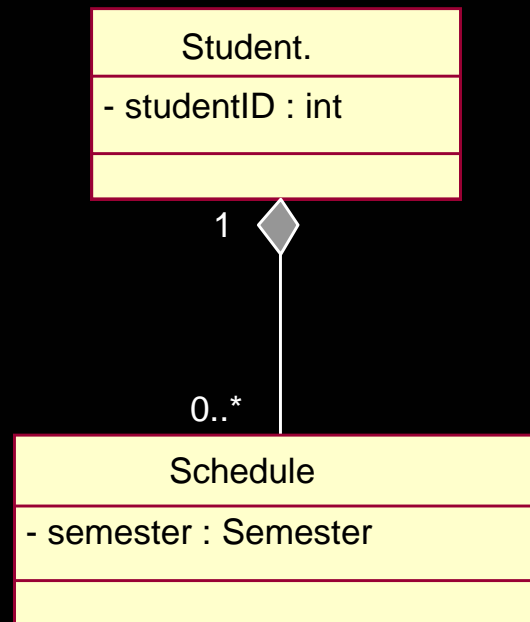 Student.
- studentID : int
1
0..*
Schedule
- semester : Semester